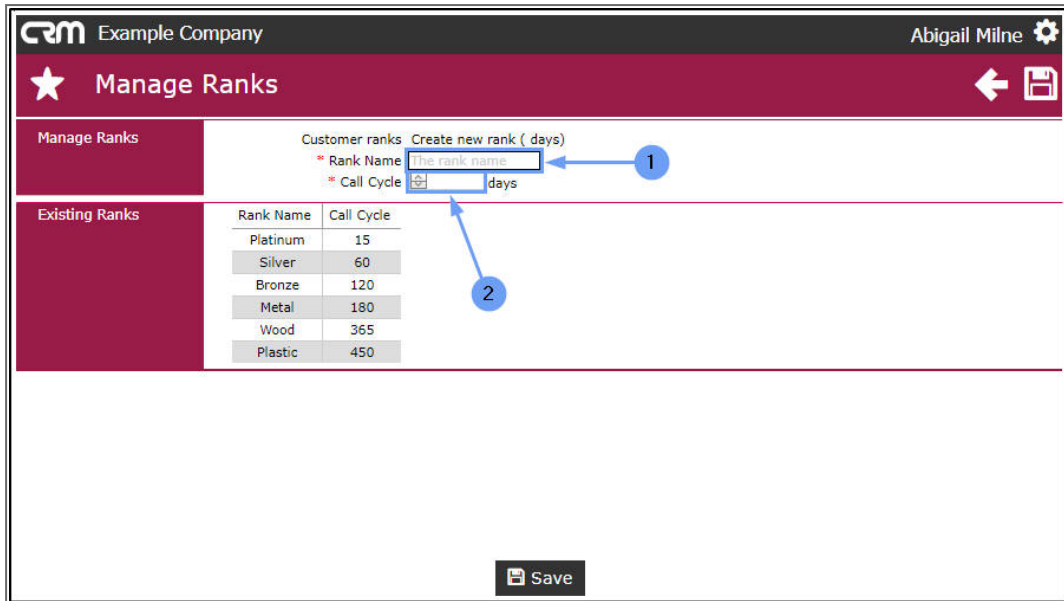 CRM Example Company Abigail Milne
Manage Ranks
Manage Ranks Customer ranks Create new rank ( days)
* Rank Name The rank name 1
* Call Cycle days
Existing Ranks Rank Name Call Cycle
Platinum 15
Silver 60
Bronze 120
2
Metal 180
Wood 365
Plastic 450
Save